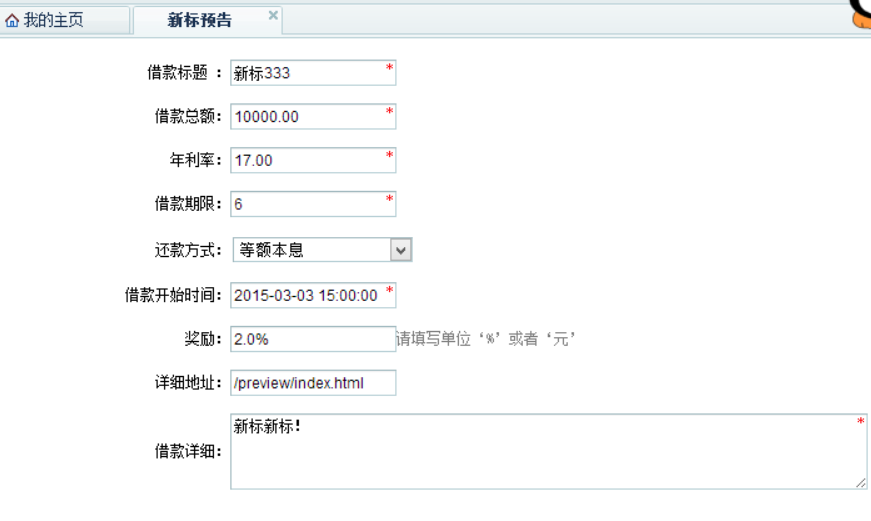 我的主页 新标预告 ×
借款标题 : 新标333 *
借款总额: 10000.00 *
年利率: 17.00 *
借款期限: 6 *
还款方式: 等额本息
借款开始时间: 2015-03-03 15:00:00 *
奖励: 2.0% 请填写单位‘%’或者‘元’
详细地址: /preview/index.html
借款详细: 新标新标! *